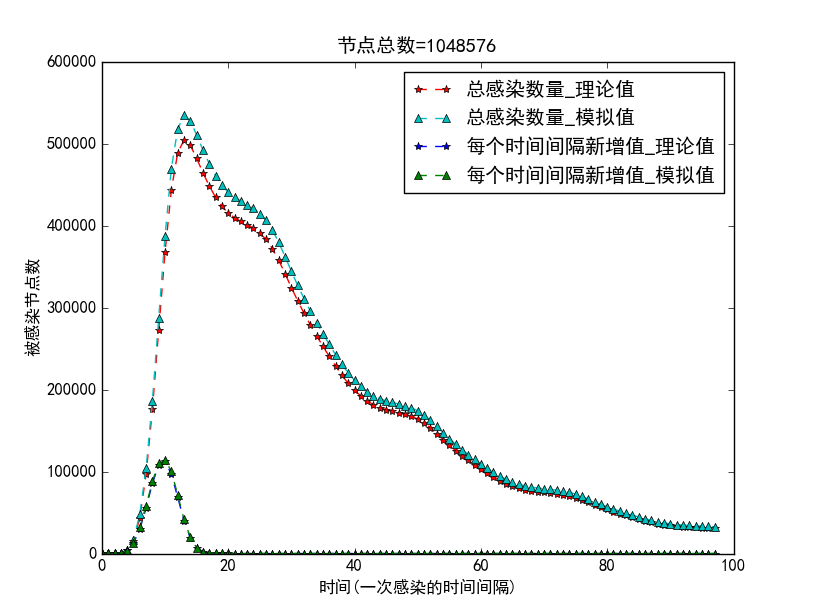 节点总数=1048576
600000
500000
400000
300000
200000
100000
0
被感染节点数
总感染数量_理论值
总感染数量_模拟值
每个时间间隔新增值_理论值
每个时间间隔新增值_模拟值
0 20 40 60 80 100
时间(一次感染的时间间隔)